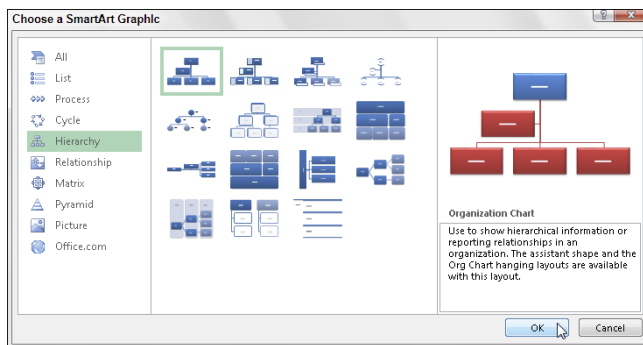 Choose a SmartArt Graphic
All
List
Process
Cycle
Hierarchy
Relationship
Matrix
Pyramid
Picture
Office.com
Organization Chart
Use to show hierarchical information or
reporting relationships in an
organization. The assistant shape and the
Org Chart hanging layouts are available
with this layout.
OK
Cancel